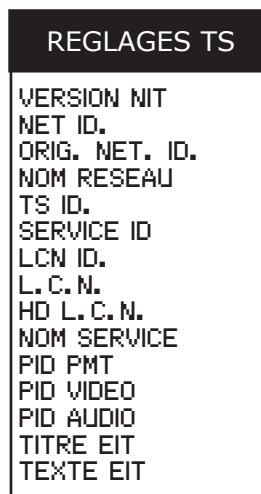 REGLAGES TS
VERSION NIT
NET ID.
ORIG. NET. ID.
NOM RESEAU
TS ID.
SERVICE ID
LCN ID.
L.C.N.
HD L.C.N.
NOM SERVICE
PID PMT
PID VIDEO
PID AUDIO
TITRE EIT
TEXTE EIT